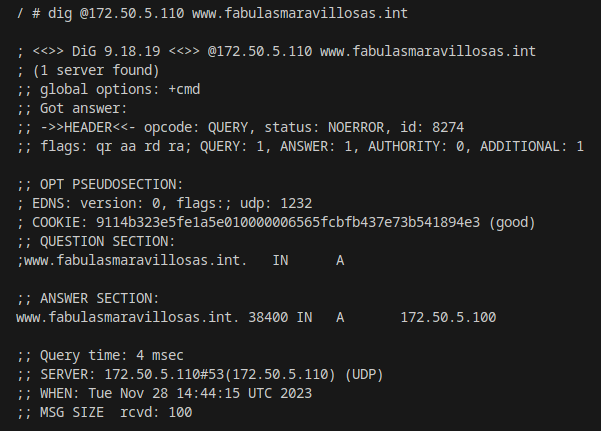 / # dig @172.50.5.110 www.fabulasmaravillosas.int
; <<>> DiG 9.18.19 <<>> @172.50.5.110 www.fabulasmaravillosas.int
; (1 server found)
;; global options: +cmd
;; Got answer:
;; ->>HEADER<<- opcode: QUERY, status: NOERROR, id: 8274
;; flags: qr aa rd ra; QUERY: 1, ANSWER: 1, AUTHORITY: 0, ADDITIONAL: 1
;; OPT PSEUDOSECTION:
; EDNS: version: 0, flags:; udp: 1232
; COOKIE: 9114b323e5fe1a5e010000006565fcbfb437e73b541894e3 (good)
;; QUESTION SECTION:
;www.fabulasmaravillosas.int. IN A
;; ANSWER SECTION:
www.fabulasmaravillosas.int. 38400 IN A 172.50.5.100
;; Query time: 4 msec
;; SERVER: 172.50.5.110#53(172.50.5.110) (UDP)
;; WHEN: Tue Nov 28 14:44:15 UTC 2023
;; MSG SIZE rcvd: 100